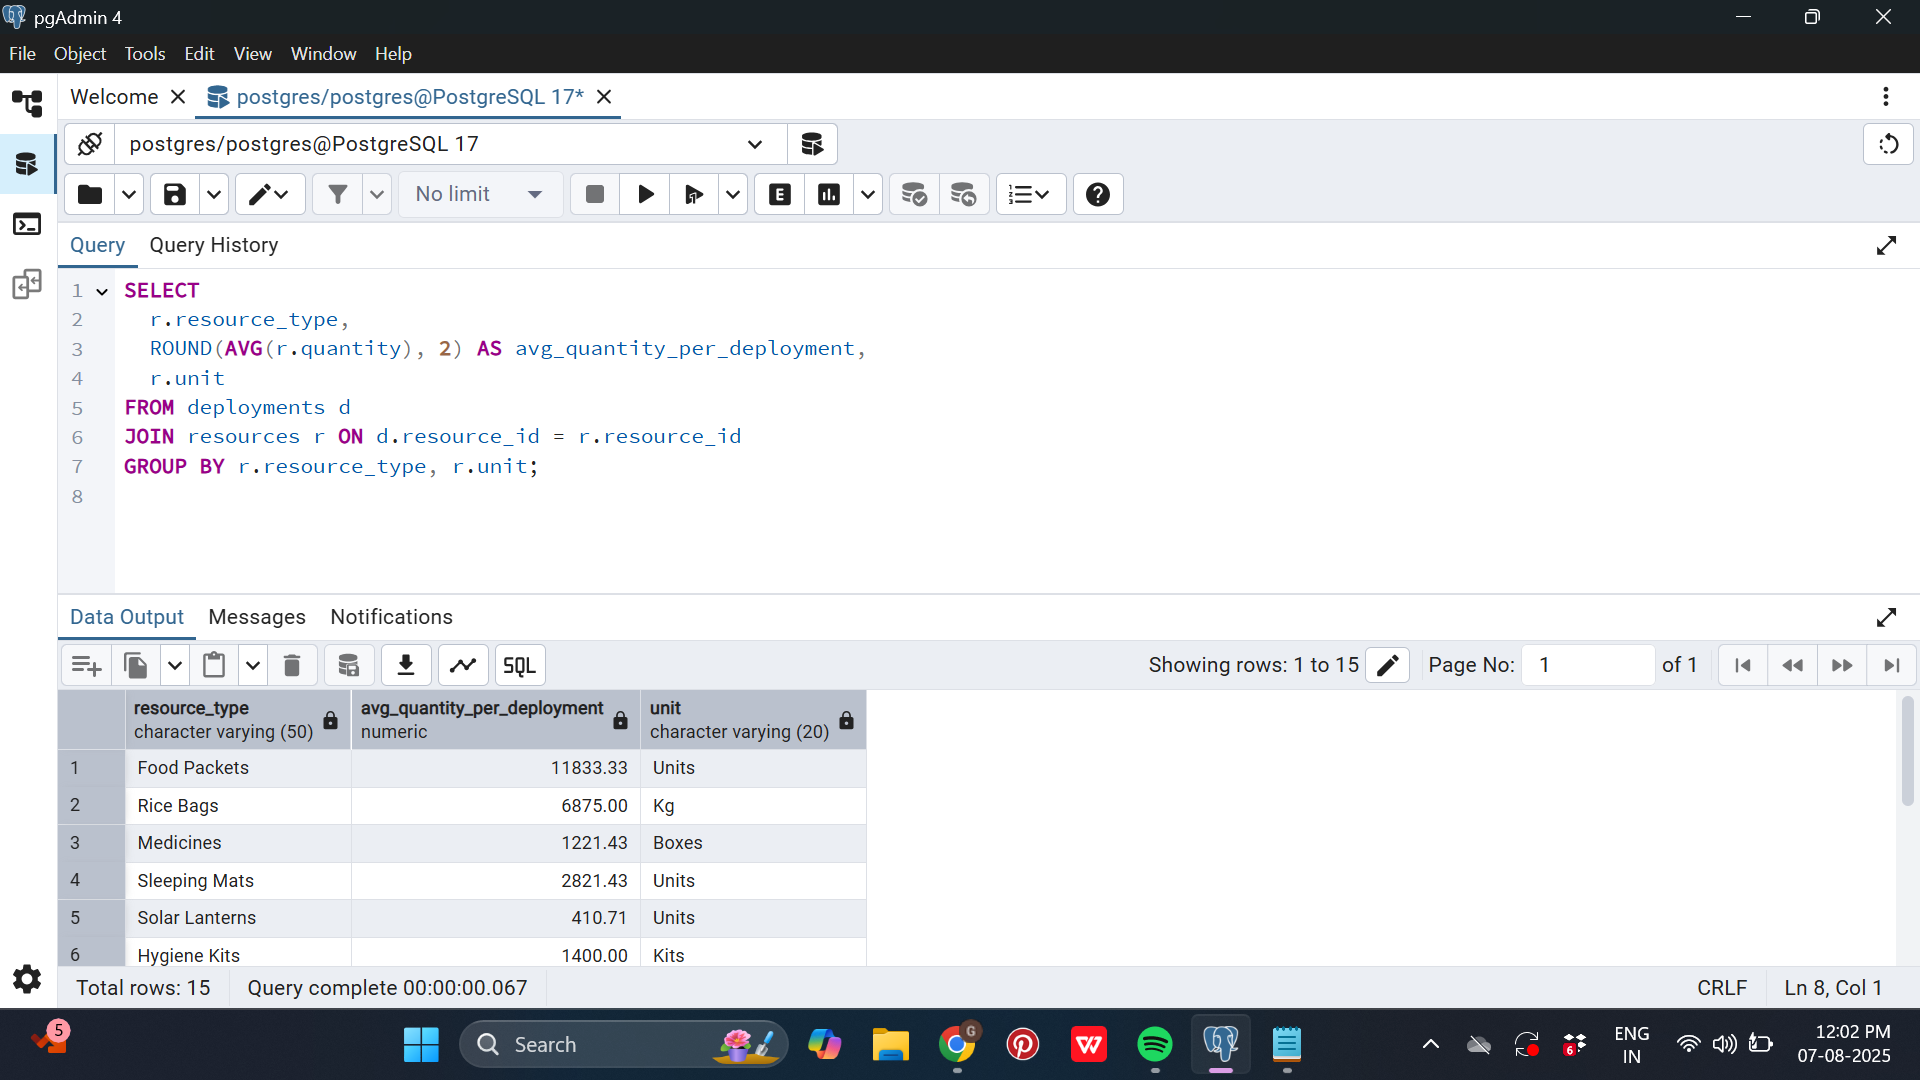 pgAdmin 4
File Object Tools Edit View Window Help
Welcome postgres/postgres@PostgreSQL 17*
postgres/postgres@PostgreSQL 17
No limit
E
Query Query History
1 SELECT
2 r.resource_type,
3 ROUND(AVG(r.quantity), 2) AS avg_quantity_per_deployment,
4 r.unit
5 FROM deployments d
6 JOIN resources r ON d.resource_id = r.resource_id
7 GROUP BY r.resource_type, r.unit;
8
Data Output Messages Notifications
SQL Showing rows: 1 to 15 Page No: 1 of 1
resource_type avg_quantity_per_deployment unit
character varying (50) numeric character varying (20)
1 Food Packets 11833.33 Units
2 Rice Bags 6875.00 Kg
3 Medicines 1221.43 Boxes
4 Sleeping Mats 2821.43 Units
5 Solar Lanterns 410.71 Units
6 Hygiene Kits 1400.00 Kits
Total rows: 15 Query complete 00:00:00.067 CRLF Ln 8, Col 1
5 Search G W 6 ENG 12:02 PM
IN 07-08-2025